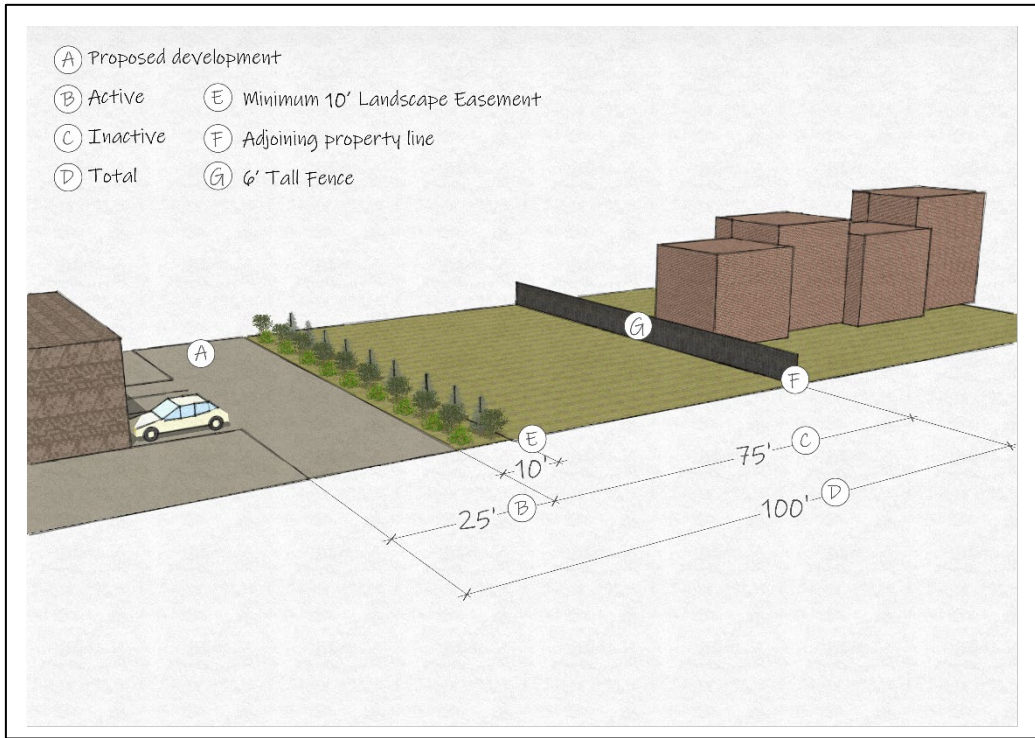 A Proposed development
B Active E Minimum 10' Landscape Easement
C Inactive F Adjoining property line
D Total G 6' Tall Fence
A
G
F
E
10'
75' C
25' B
100' D